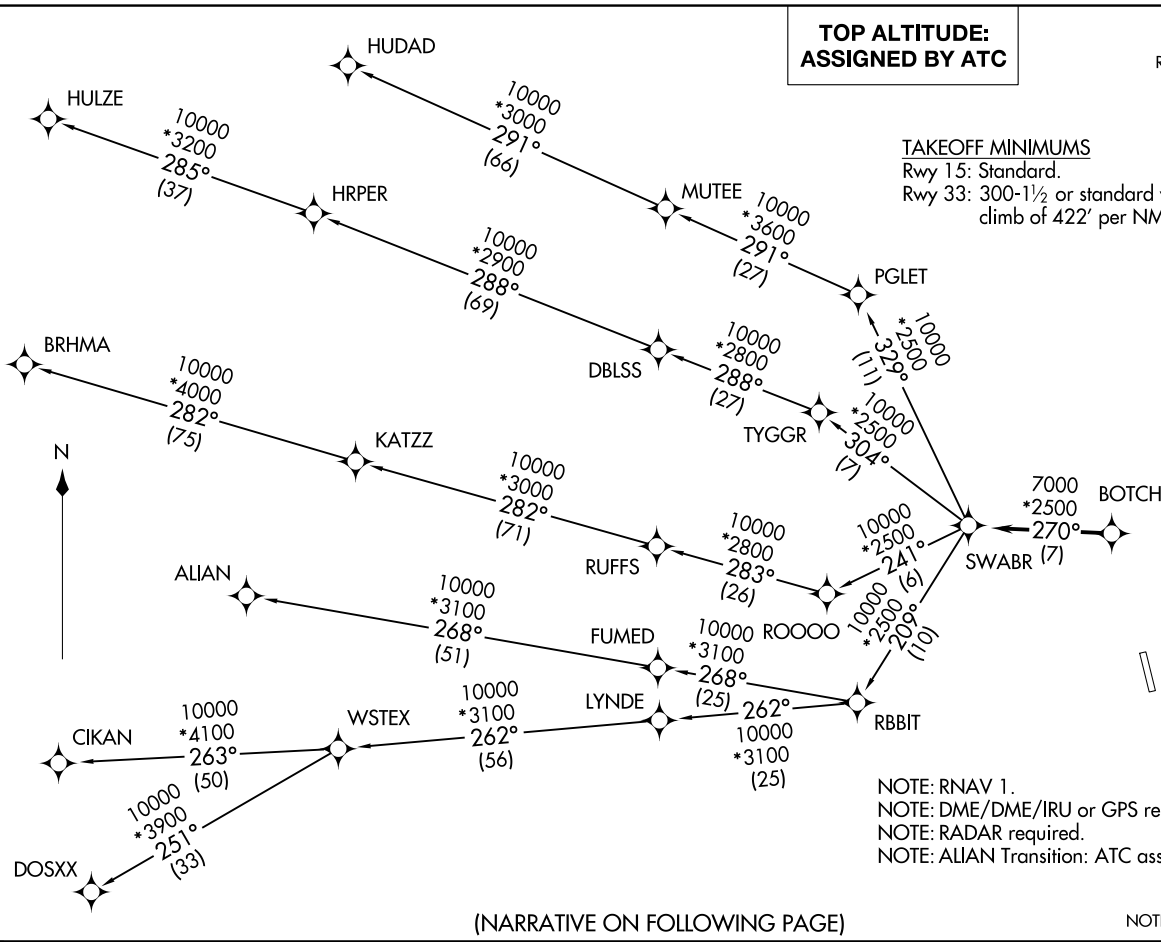 TOP ALTITUDE:
ASSIGNED BY ATC
R
HUDAD
HULZE
10000
*3000
291°
(66)
10000
*3200
285°
(37)
TAKEOFF MINIMUMS
Rwy 15: Standard.
Rwy 33: 300-1½ or standard
climb of 422' per NM
MUTEE
HRPER
10000
*3600
291°
(27)
10000
*2900
288°
(69)
PGLET
BRHMA
10000
*2500
329°
(11)
10000
*2800
288°
(27)
DBLSS
10000
*4000
282°
(75)
TYGGR
10000
*2500
304°
(7)
KATZZ
N
10000
*3000
282°
(71)
7000
*2500
270°
(7)
BOTCH
SWABR
10000
*2500
241°
(6)
10000
*2800
283°
(26)
RUFFS
ALIAN
ROOOO
10000
*2500
209°
(10)
10000
*3100
268°
(51)
FUMED
10000
*3100
268°
(25)
LYNDE
262°
10000
*3100
(25)
RBBIT
WSTEX
10000
*3100
262°
(56)
CIKAN
10000
*4100
263°
(50)
10000
*3900
251°
(33)
DOSXX
NOTE: RNAV 1.
NOTE: DME/DME/IRU or GPS re
NOTE: RADAR required.
NOTE: ALIAN Transition: ATC ass
(NARRATIVE ON FOLLOWING PAGE)
NOTE